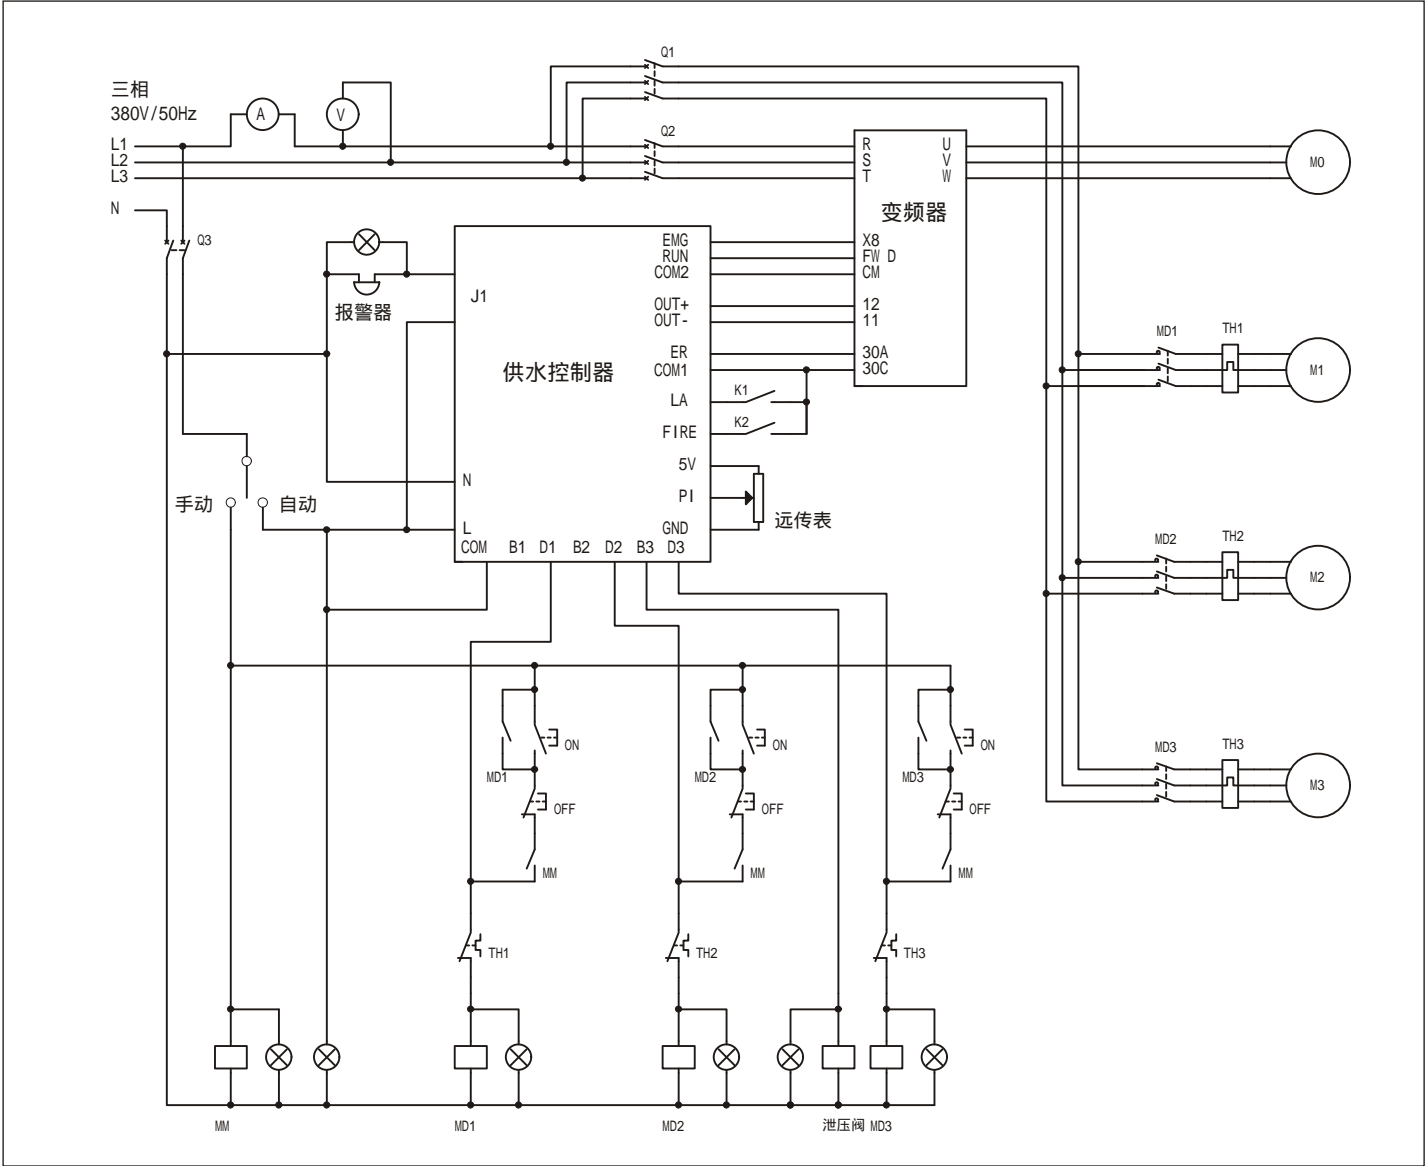 Q1
三相
380V/50Hz
A
V
L1
Q2
R
U
L2
S
V
M0
L3
T
W
N
变频器
Q3
EMG
X8
RUN
FW D
COM2
CM
J1
报警器
OUT+
12
OUT-
11
MD1
TH1
ER
30A
供水控制器
COM1
30C
M1
K1
LA
K2
FIRE
5V
N
PI
手动
自动
远传表
L
GND
COM
B1
D1
B2
D2
B3
D3
MD2
TH2
M2
ON
ON
ON
MD3
TH3
MD1
MD2
MD3
M3
OFF
OFF
OFF
MM
MM
MM
TH1
TH2
TH3
MM
MD1
MD2
泄压阀
MD3